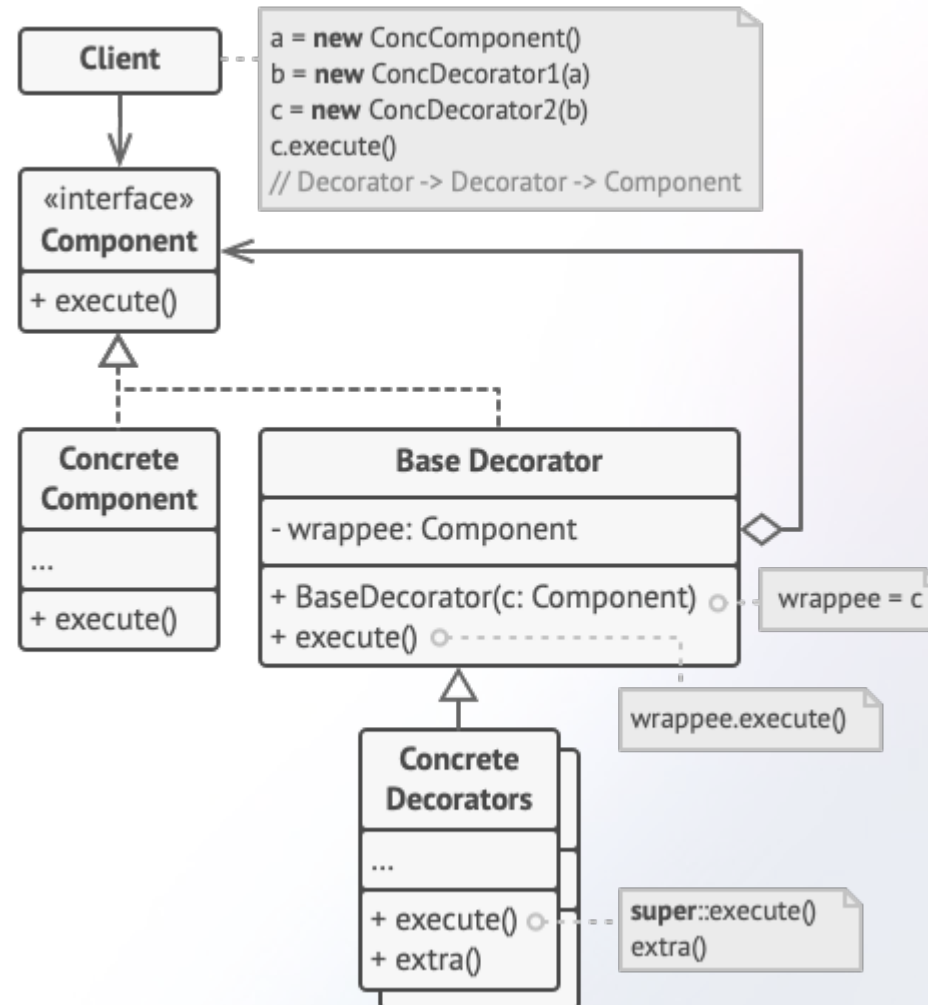 Client
a = new ConcComponent()
b = new ConcDecorator1(a)
c = new ConcDecorator2(b)
c.execute()
// Decorator -> Decorator -> Component
«interface»
Component
+ execute()
Concrete
Component
...
+ execute()
Base Decorator
- wrappee: Component
+ BaseDecorator(c: Component)
+ execute()
wrappee = c
wrappee.execute()
Concrete
Decorators
...
+ execute()
+ extra()
super::execute()
extra()